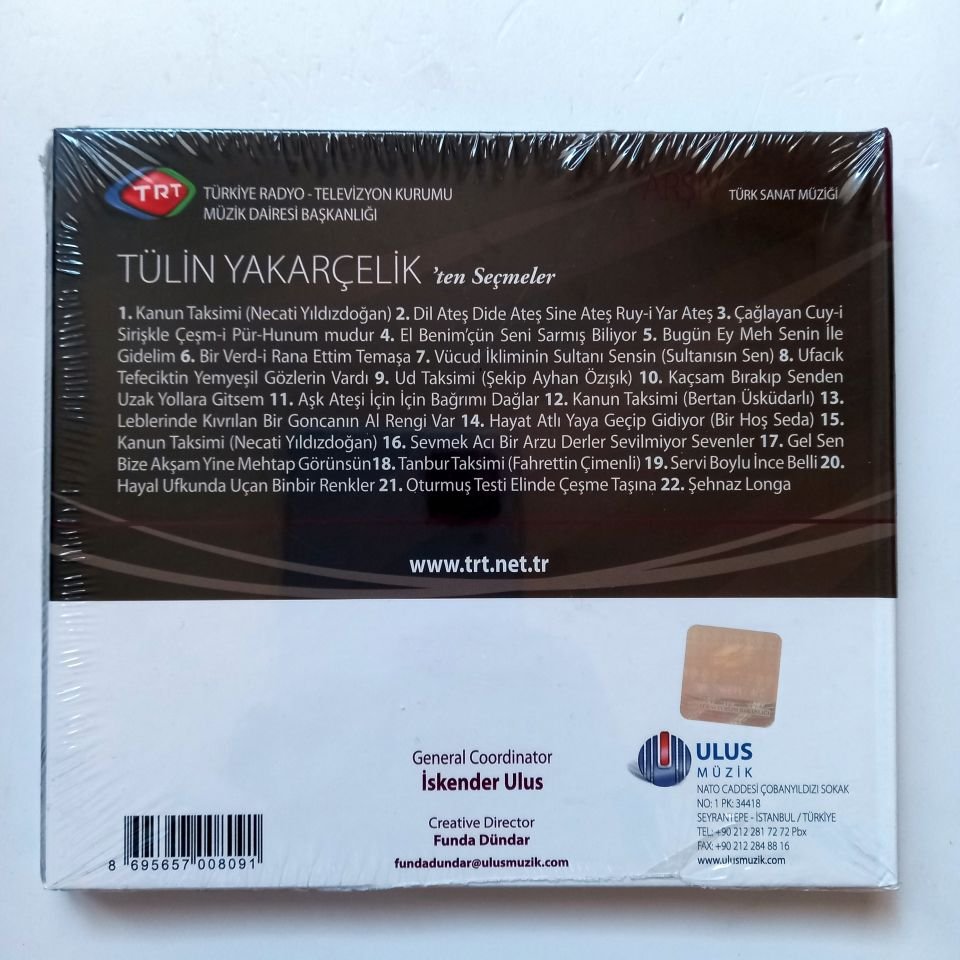 TRT
TÜRKİYE RADYO - TELEVİZYON KURUMU
MÜZİK DAİRESİ BAŞKANLIĞI
TÜRK SANAT MÜZİĞİ
TÜLİN YAKARÇELİK 'ten Seçmeler
1. Kanun Taksimi (Necati Yıldızdoğan) 2. Dil Ateş Dide Ateş Sine Ateş Ruy-i Yar Ateş 3. Çağlayan Cuy-i
Sirişkle Çeşm-i Pür-Hunum mudur 4. El Benim'çün Seni Sarmış Biliyor 5. Bugün Ey Meh Senin İle
Gidelim 6. Bir Verd-i Rana Ettim Temaşa 7. Vücud İkliminin Sultanı Sensin (Sultanısın Sen) 8. Ufacık
Tefeciktin Yemyeşil Gözlerin Vardı 9. Ud Taksimi (Şekip Ayhan Özışık) 10. Kaçsam Bırakıp Senden
Uzak Yollara Gitsem 11. Aşk Ateşi İçin İçin Bağrımı Dağlar 12. Kanun Taksimi (Bertan Üsküdarlı) 13.
Leblerinde Kıvrılan Bir Goncanın Al Rengi Var 14. Hayat Atlı Yaya Geçip Gidiyor (Bir Hoş Seda) 15.
Kanun Taksimi (Necati Yıldızdoğan) 16. Sevmek Acı Bir Arzu Derler Sevilmiyor Sevenler 17. Gel Sen
Bize Akşam Yine Mehtap Görünsün18. Tanbur Taksimi (Fahrettin Çimenli) 19. Servi Boylu İnce Belli 20.
Hayal Ufkunda Uçan Binbir Renkler 21. Oturmuş Testi Elinde Çeşme Taşına 22. Şehnaz Longa
www.trt.net.tr
General Coordinator
İskender Ulus
Creative Director
Funda Dündar
fundadundar@ulusmuzik.com
8 695657 008091
ULUS
MÜZİK
NATO CADDESİ ÇOBANYILDIZI SOKAK
NO: 1 PK: 34418
SEYRANTEPE - İSTANBUL / TÜRKİYE
TEL: +90 212 281 72 72 Pbx
FAX: +90 212 284 88 16
www.ulusmuzik.com